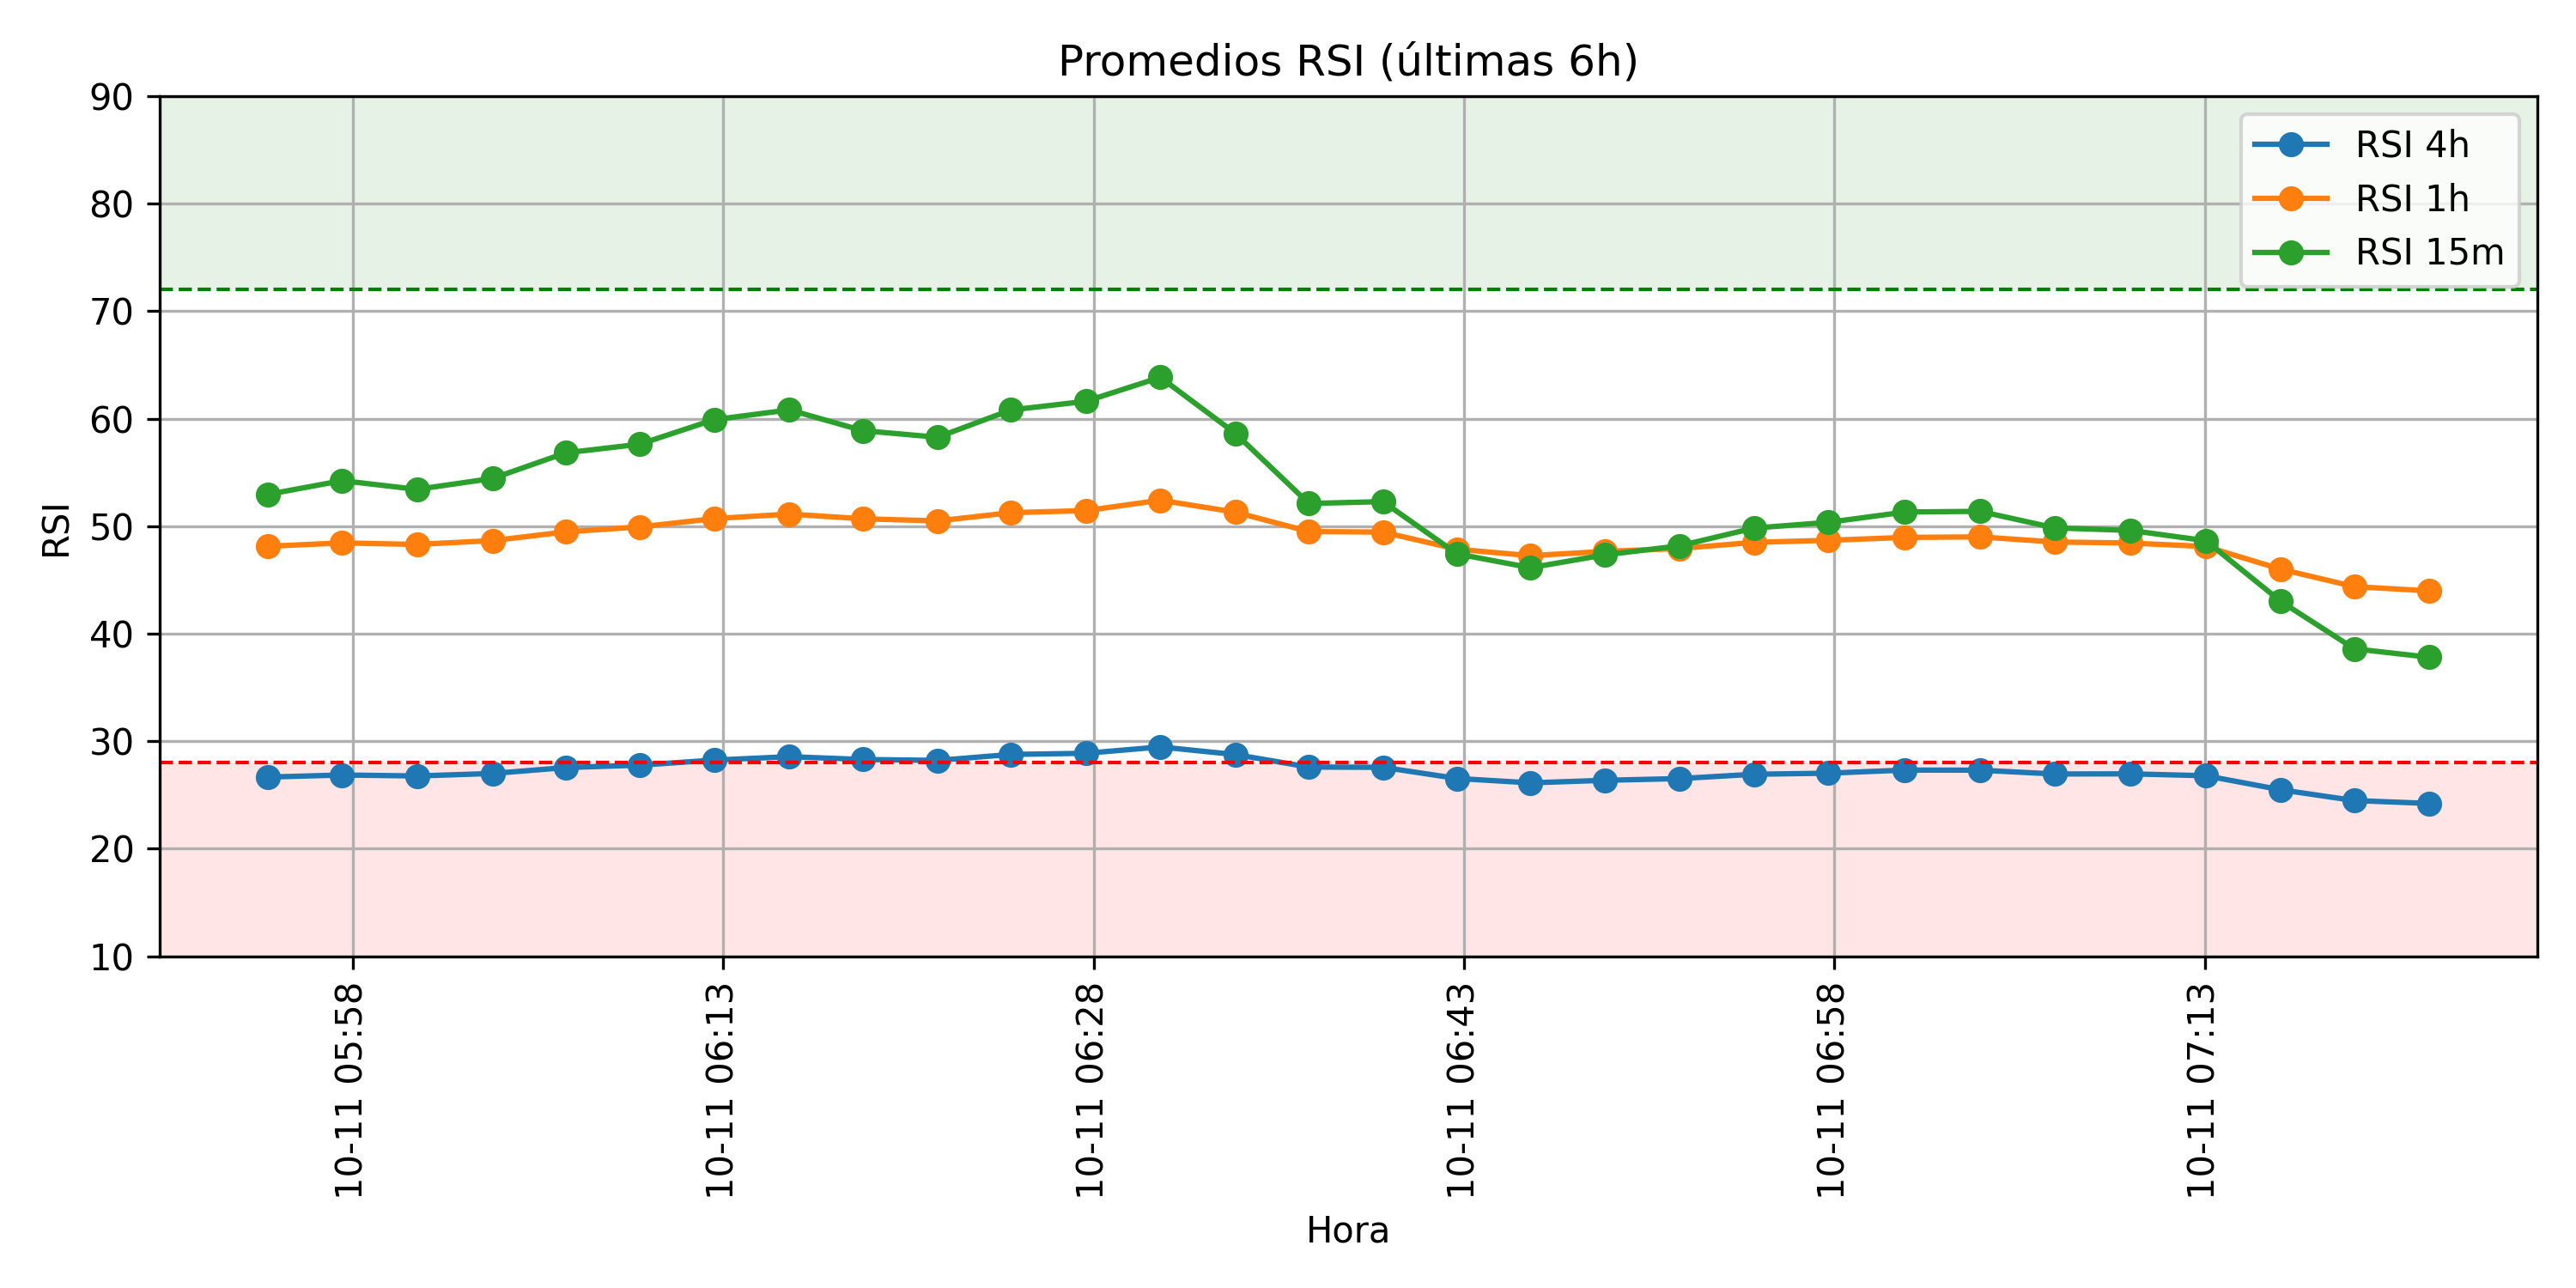 Promedios RSI (últimas 6h)
RSI 4h
RSI 1h
RSI 15m
RSI
90
80
70
60
50
40
30
20
10
10-11 05:58
10-11 06:13
10-11 06:28
10-11 06:43
10-11 06:58
10-11 07:13
Hora